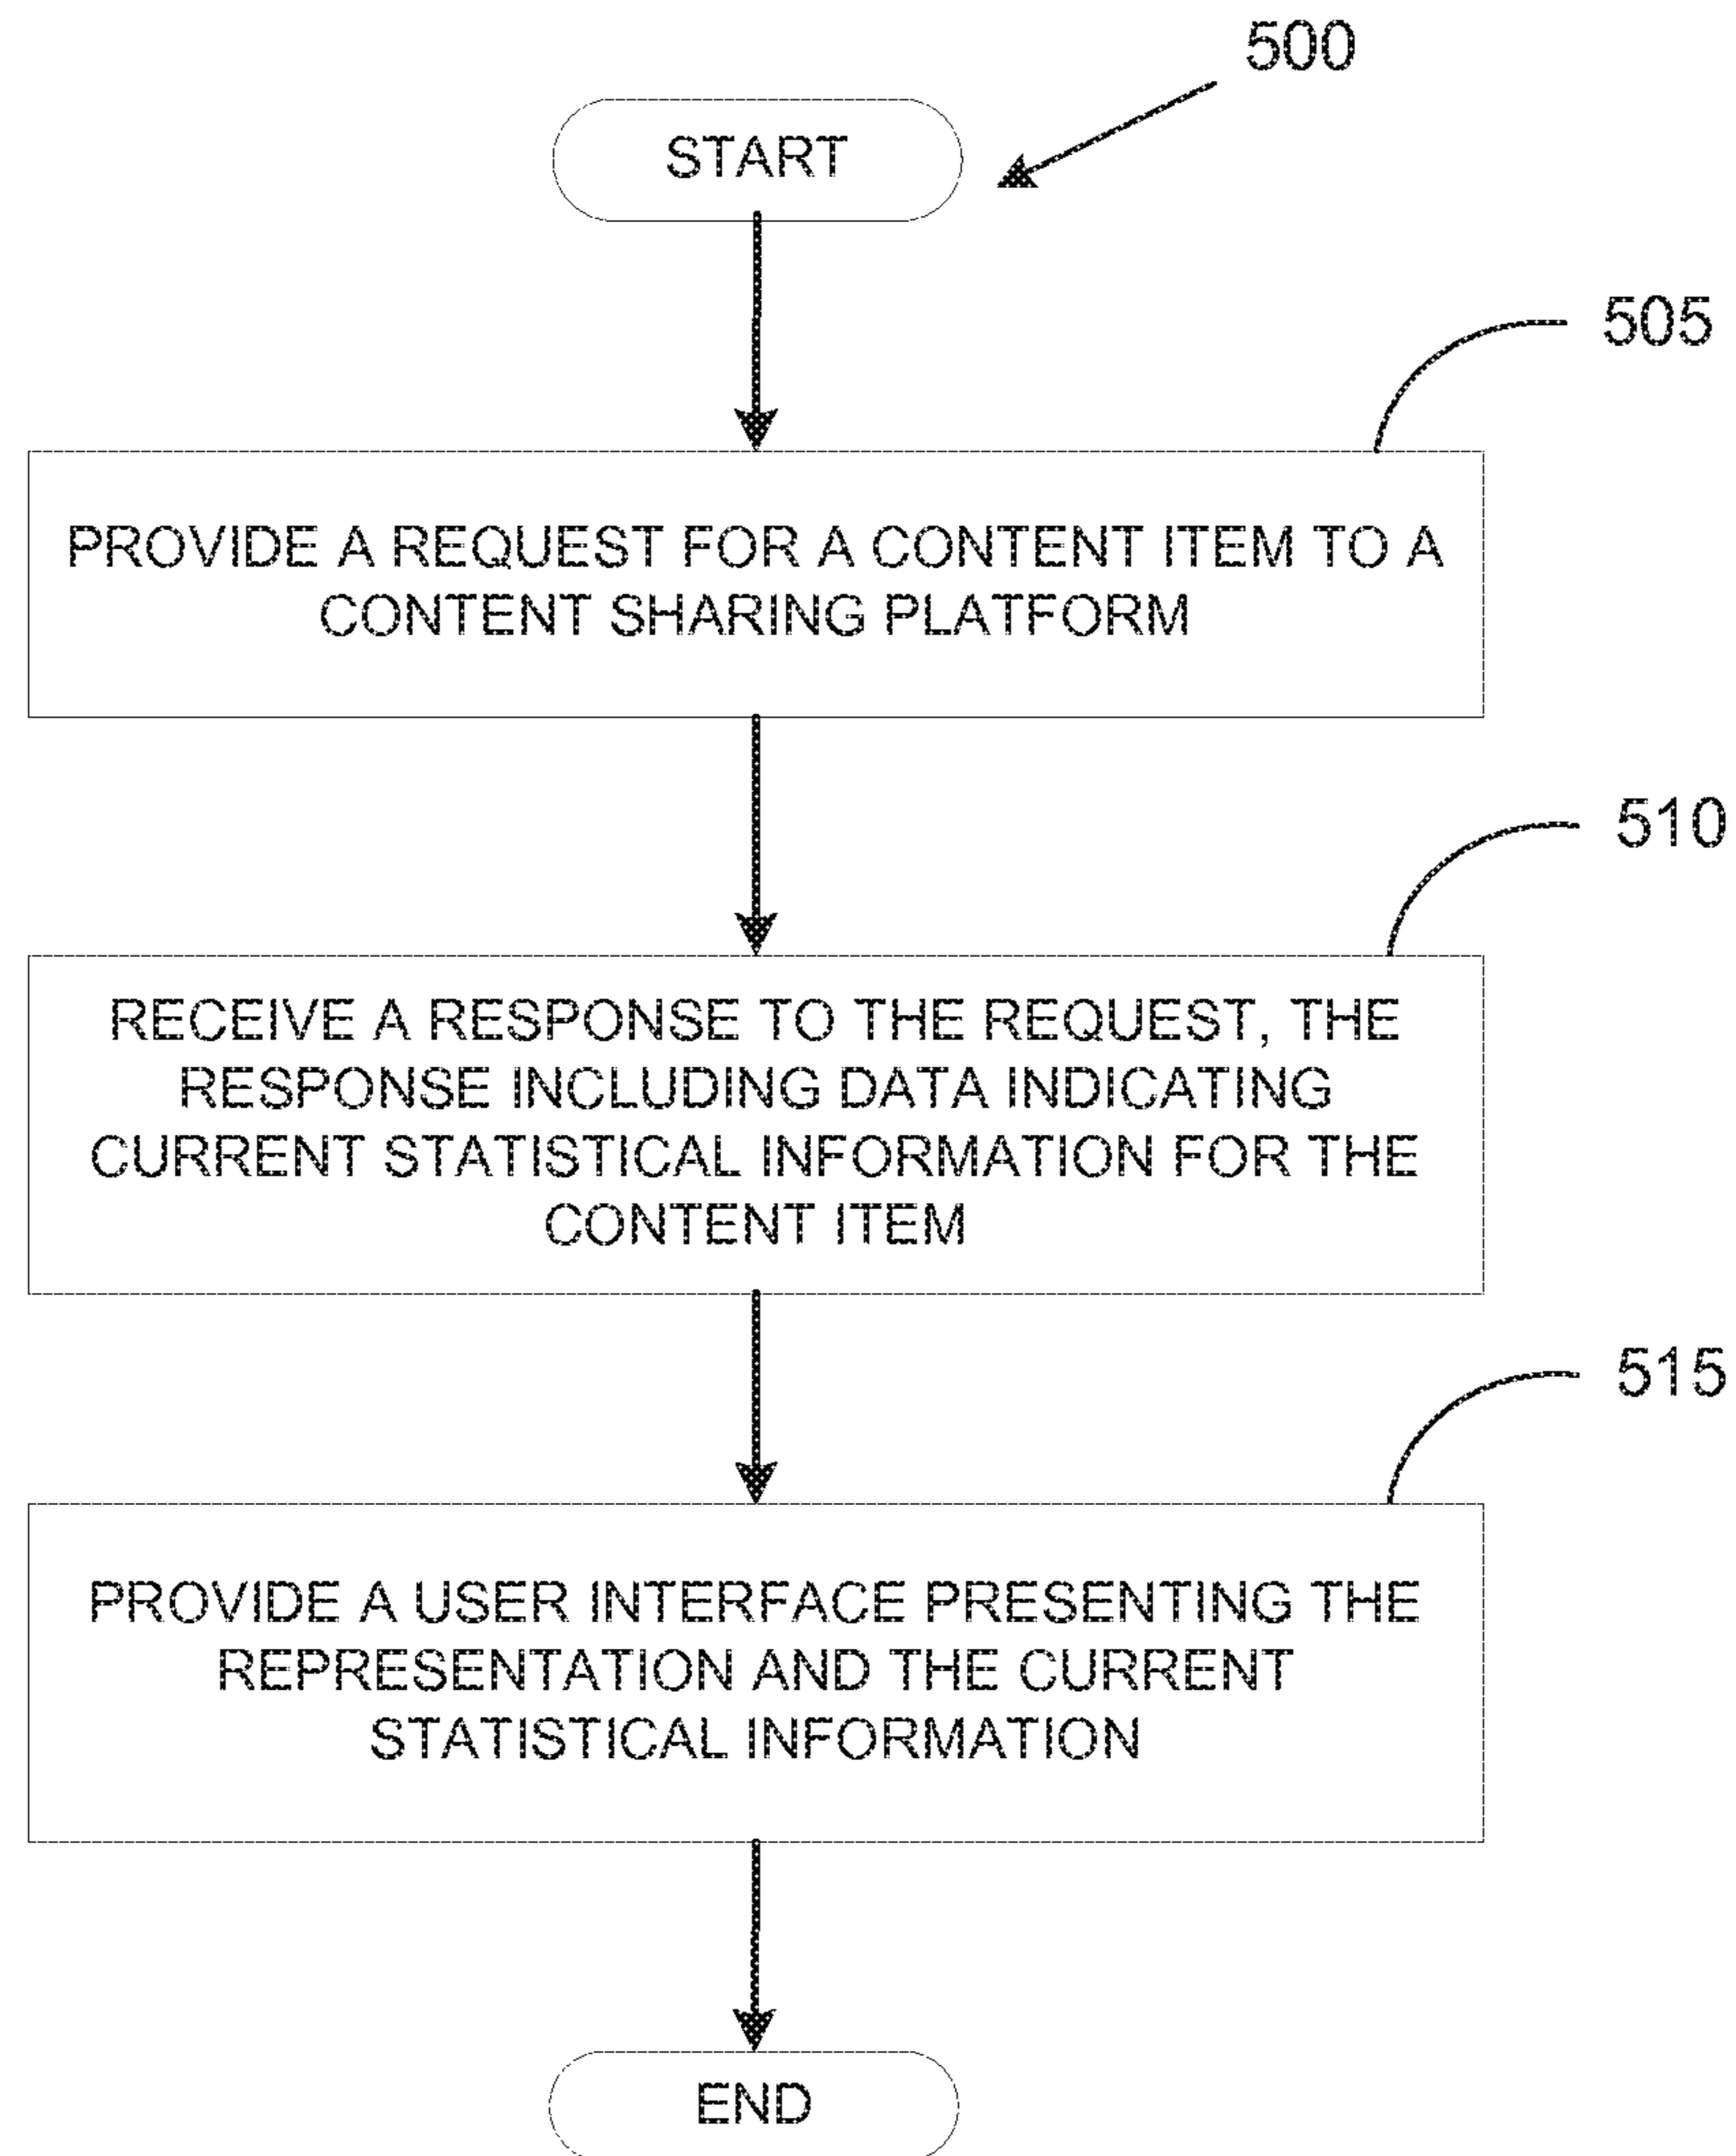 500
START
505
PROVIDE A REQUEST FOR A CONTENT ITEM TO A
CONTENT SHARING PLATFORM
510
RECEIVE A RESPONSE TO THE REQUEST, THE
RESPONSE INCLUDING DATA INDICATING
CURRENT STATISTICAL INFORMATION FOR THE
CONTENT ITEM
515
PROVIDE A USER INTERFACE PRESENTING THE
REPRESENTATION AND THE CURRENT
STATISTICAL INFORMATION
END